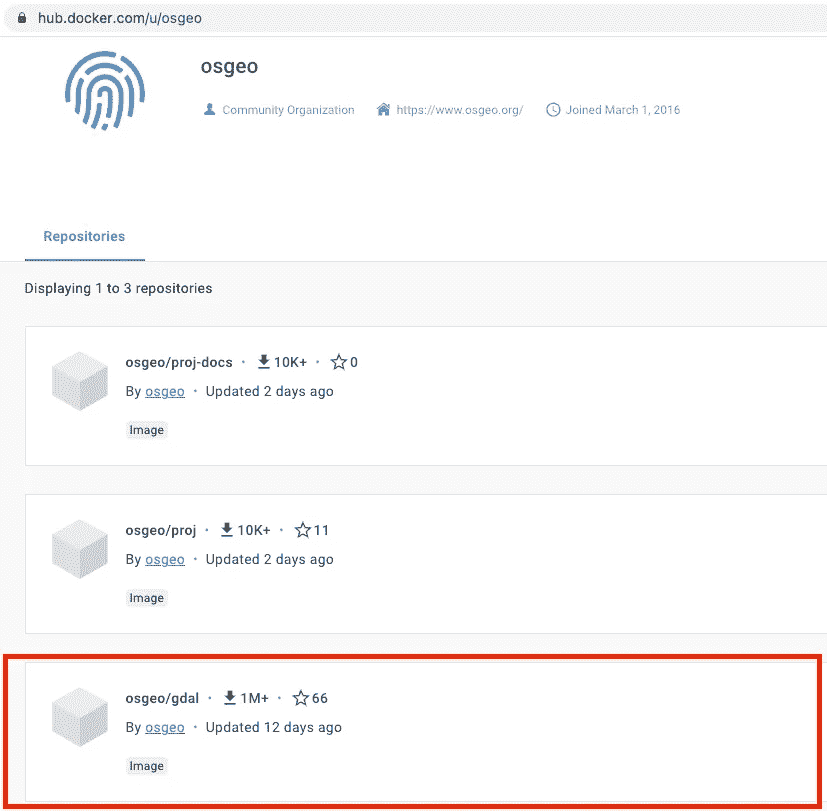 hub.docker.com/u/osgeo
osgeo
Community Organization https://www.osgeo.org/ Joined March 1, 2016
Repositories
Displaying 1 to 3 repositories
osgeo/proj-docs · 10K+ · 0
By osgeo · Updated 2 days ago
Image
osgeo/proj · 10K+ · 11
By osgeo · Updated 2 days ago
Image
osgeo/gdal · 1M+ · 66
By osgeo · Updated 12 days ago
Image